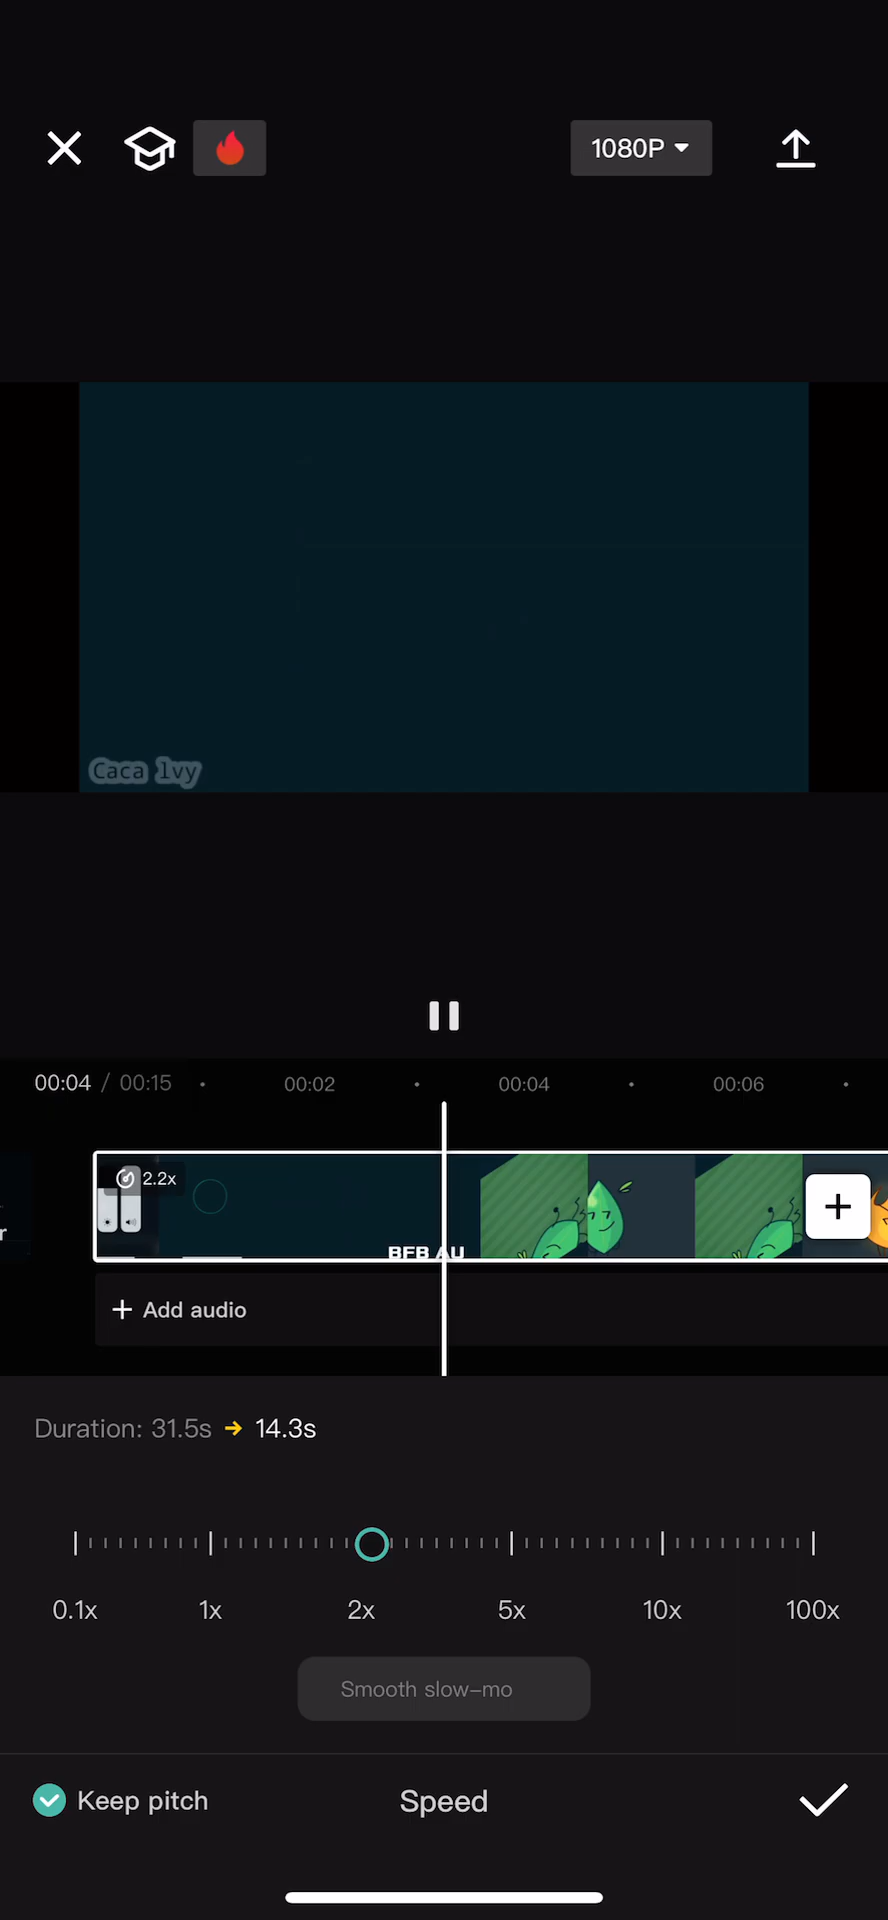 1080P
Caca 1vy
00:04 / 00:15
00:02
00:04
00:06
2.2x
r
BFB AU
+ Add audio
Duration: 31.5s → 14.3s
0.1x 1x 2x 5x 10x 100x
Smooth slow-mo
Keep pitch
Speed